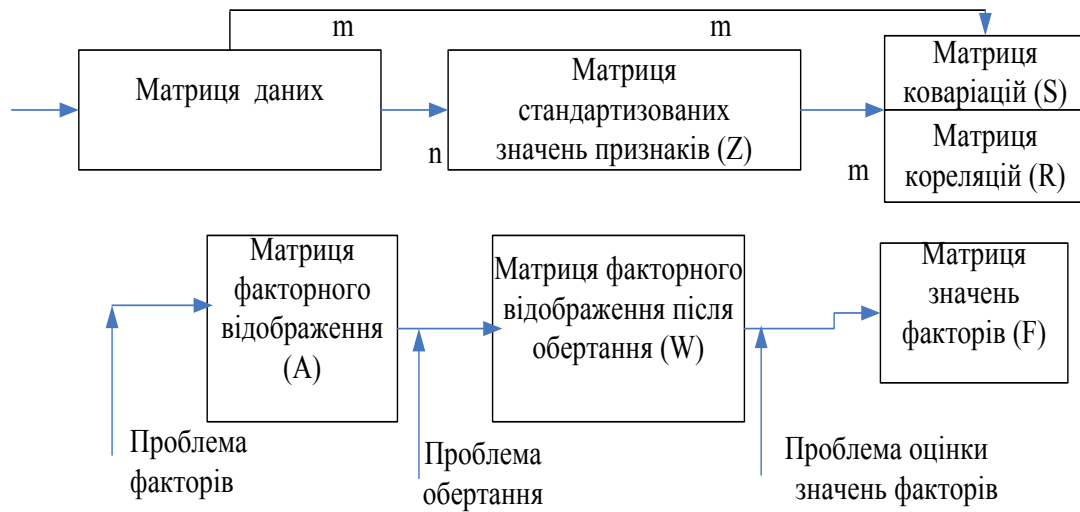 m
m
Матриця даних
Матриця
стандартизованих
значень признаків (Z)
n
Матриця
коваріацій (S)
Матриця
кореляцій (R)
m
Матриця
факторного
відображення
(A)
Матриця факторного
відображення після
обертання (W)
Матриця
значень
факторів (F)
Проблема
факторів
Проблема
обертання
Проблема оцінки
значень факторів